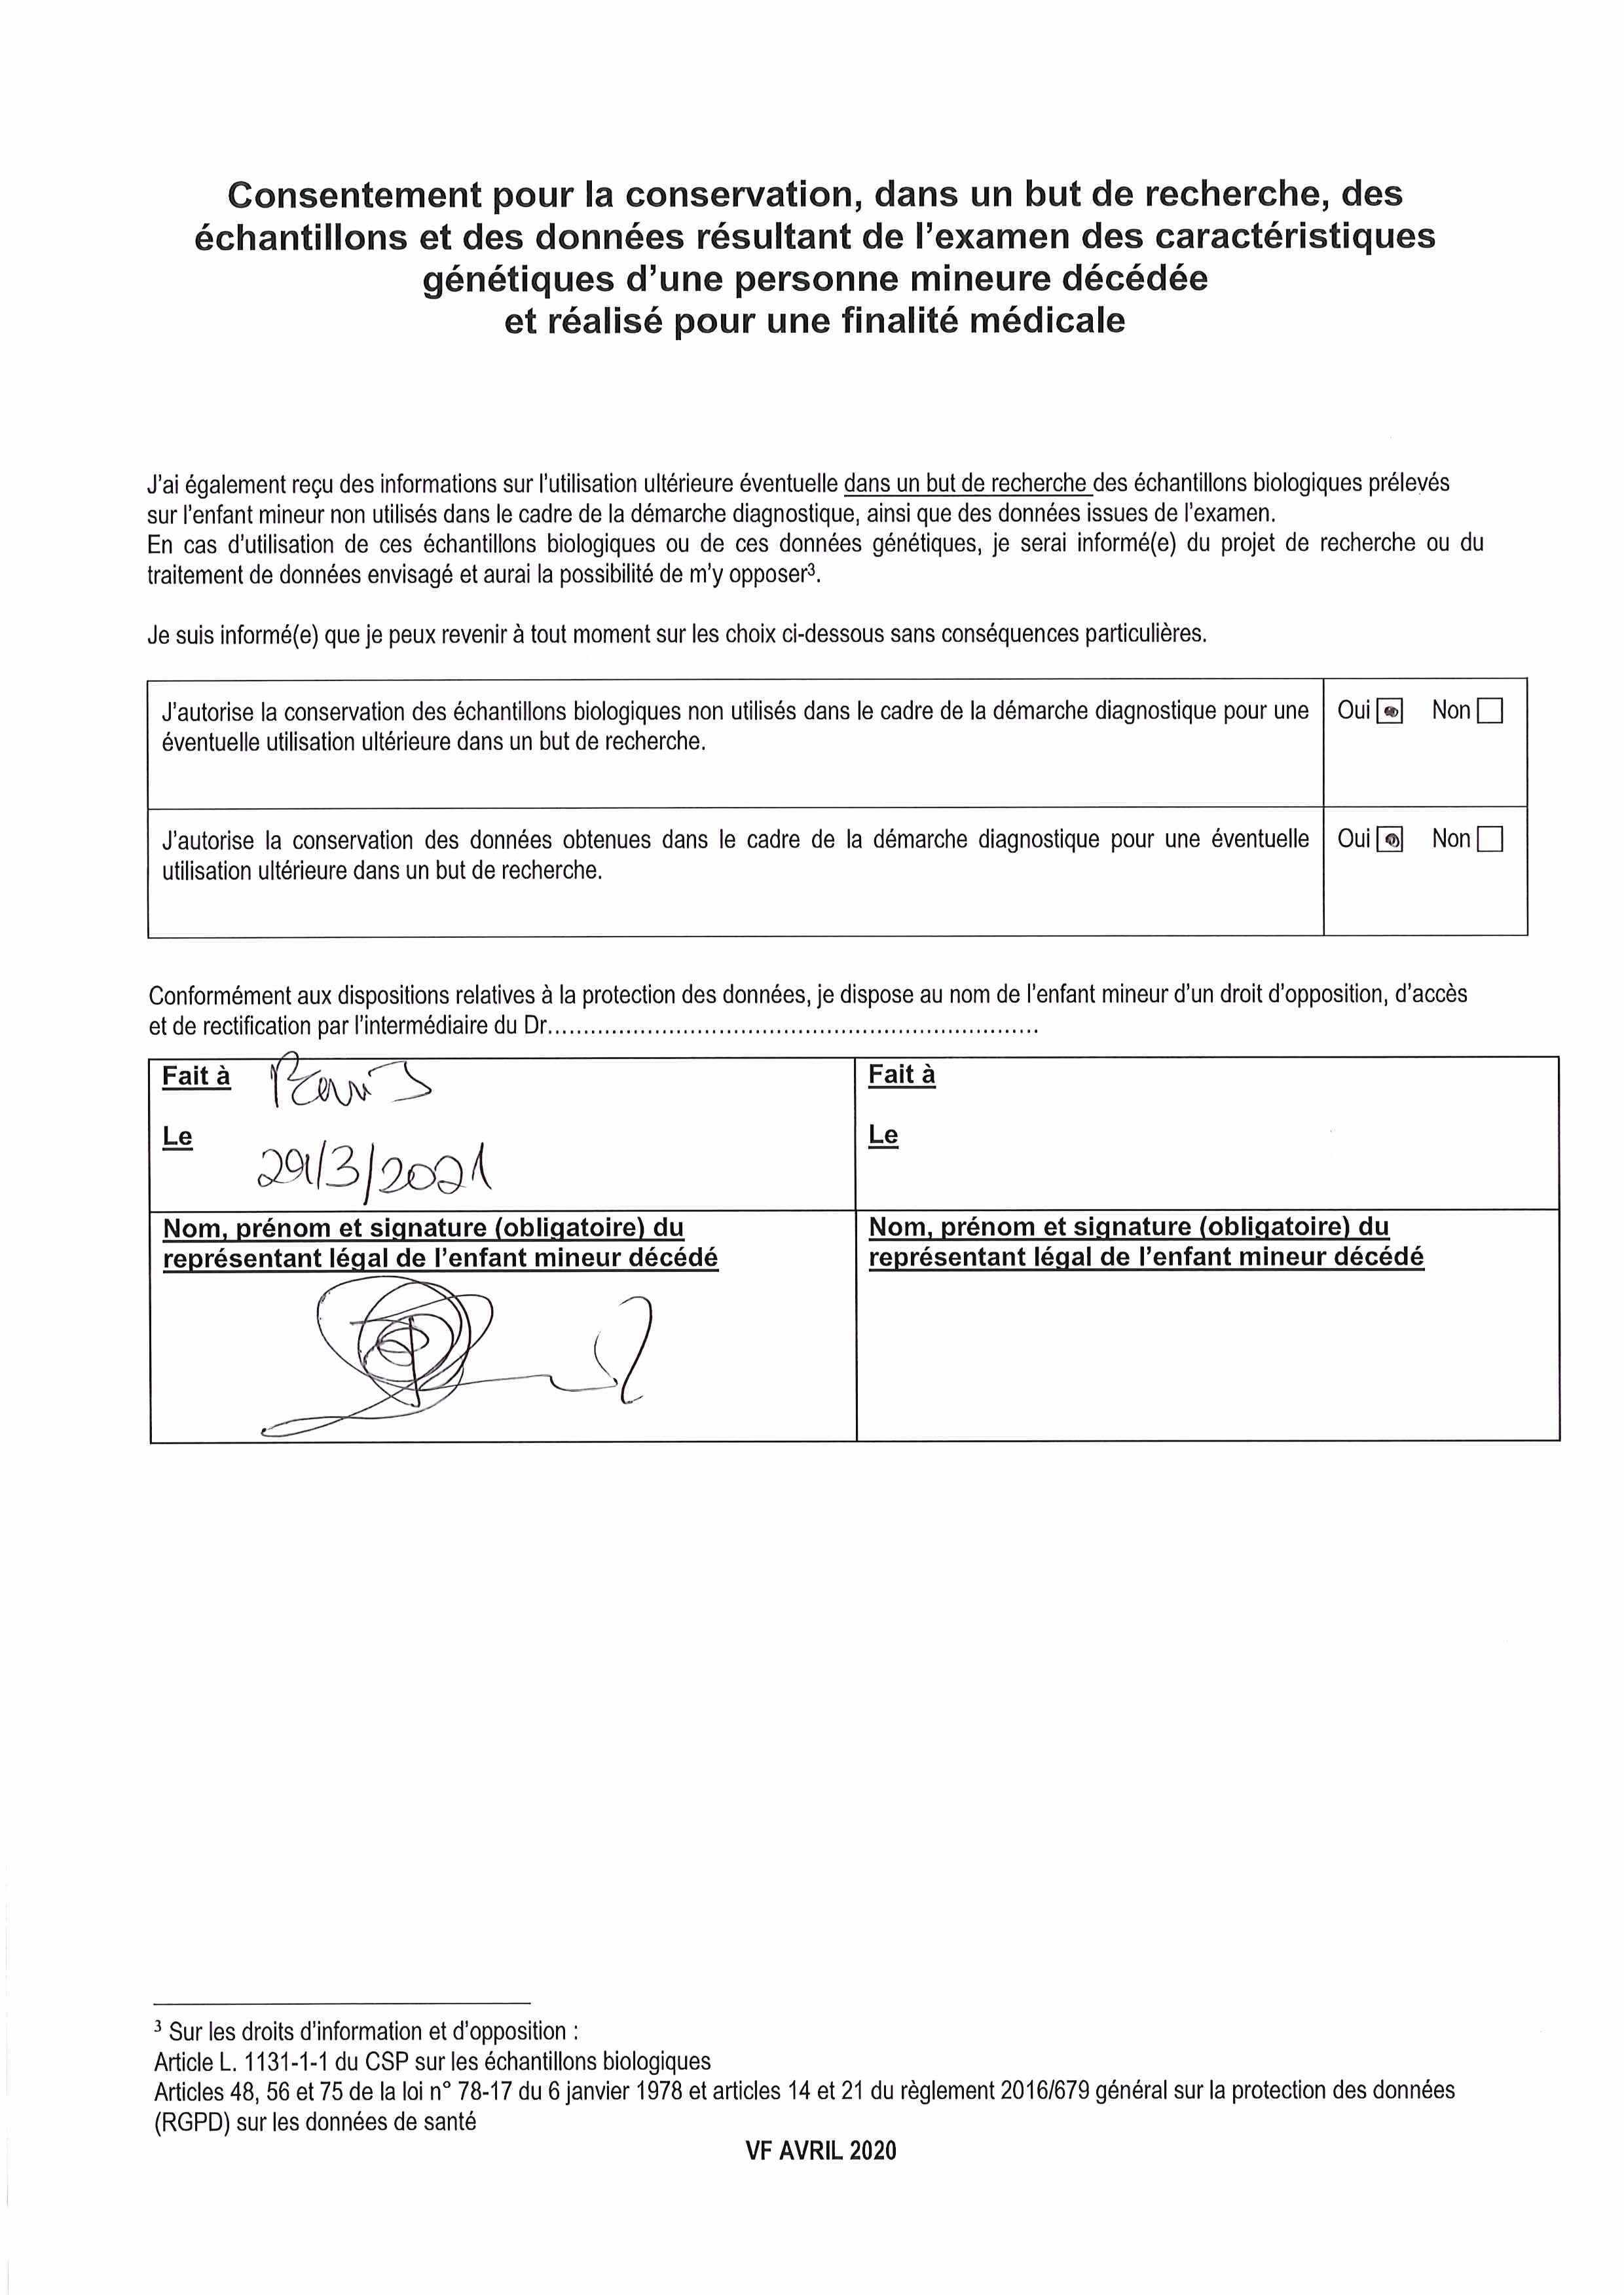 Consentement pour la conservation, dans un but de recherche, des
échantillons et des données résultant de l'examen des caractéristiques
génétiques d'une personne mineure décédée
et réalisé pour une finalité médicale
J'ai également reçu des informations sur l'utilisation ultérieure éventuelle dans un but de recherche des échantillons biologiques prélevés
sur l'enfant mineur non utilisés dans le cadre de la démarche diagnostique, ainsi que des données issues de l'examen.
En cas d'utilisation de ces échantillons biologiques ou de ces données génétiques, je serai informé(e) du projet de recherche ou du
traitement de données envisagé et aurai la possibilité de m'y opposer³.
Je suis informé(e) que je peux revenir à tout moment sur les choix ci-dessous sans conséquences particulières.
J'autorise la conservation des échantillons biologiques non utilisés dans le cadre de la démarche diagnostique pour une
éventuelle utilisation ultérieure dans un but de recherche.
Oui Non
J'autorise la conservation des données obtenues dans le cadre de la démarche diagnostique pour une éventuelle
utilisation ultérieure dans un but de recherche.
Oui Non
Conformément aux dispositions relatives à la protection des données, je dispose au nom de l'enfant mineur d'un droit d'opposition, d'accès
et de rectification par l'intermédiaire du Dr.....................................................................
Fait à Paris
Le
29/3/2021
Fait à
Le
Nom, prénom et signature (obligatoire) du
représentant légal de l'enfant mineur décédé
Nom, prénom et signature (obligatoire) du
représentant légal de l'enfant mineur décédé
³ Sur les droits d'information et d'opposition :
Article L. 1131-1-1 du CSP sur les échantillons biologiques
Articles 48, 56 et 75 de la loi n° 78-17 du 6 janvier 1978 et articles 14 et 21 du règlement 2016/679 général sur la protection des données
(RGPD) sur les données de santé
VF AVRIL 2020